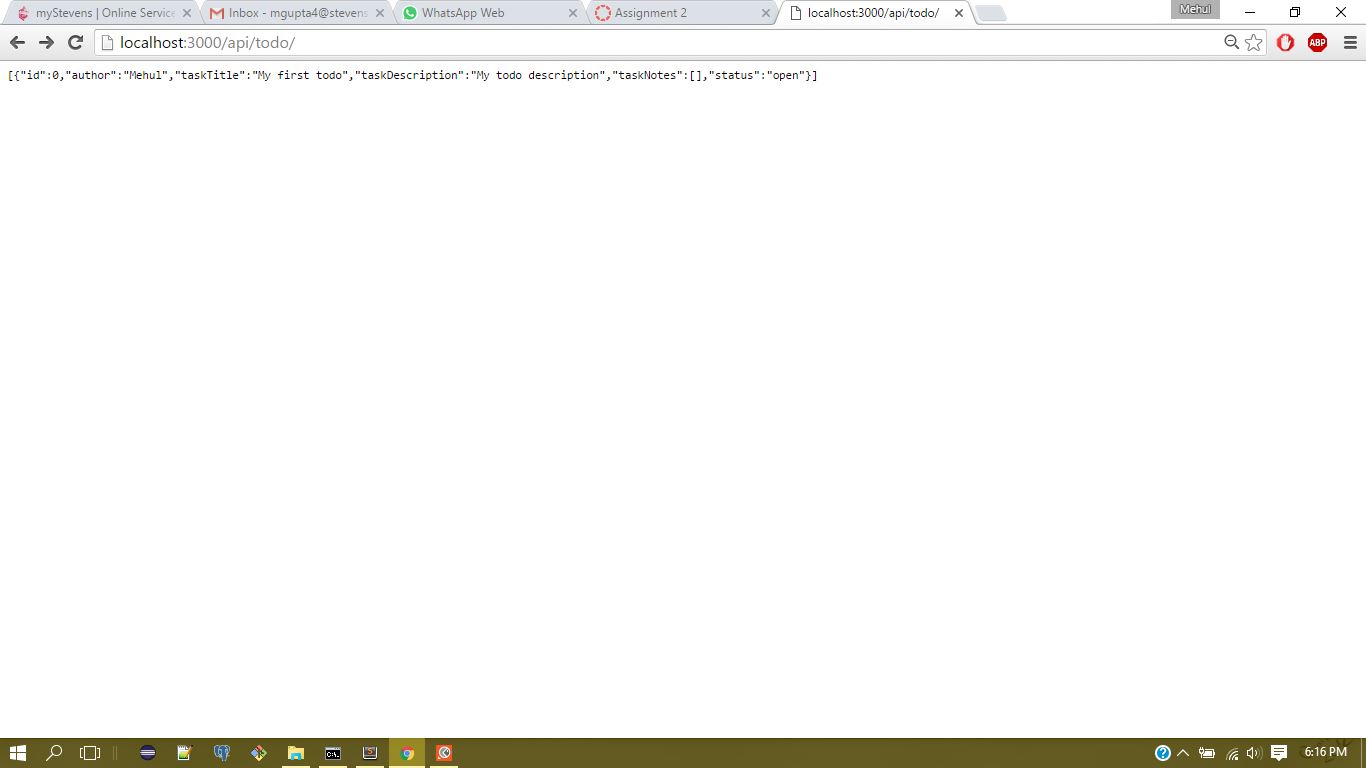 myStevens | Online Service
Inbox - mgupta4@stevens
WhatsApp Web
Assignment 2
localhost:3000/api/todo/
Mehul
localhost:3000/api/todo/
ABP
[{"id":0,"author":"Mehul","taskTitle":"My first todo","taskDescription":"My todo description","taskNotes":[],"status":"open"}]
6:16 PM